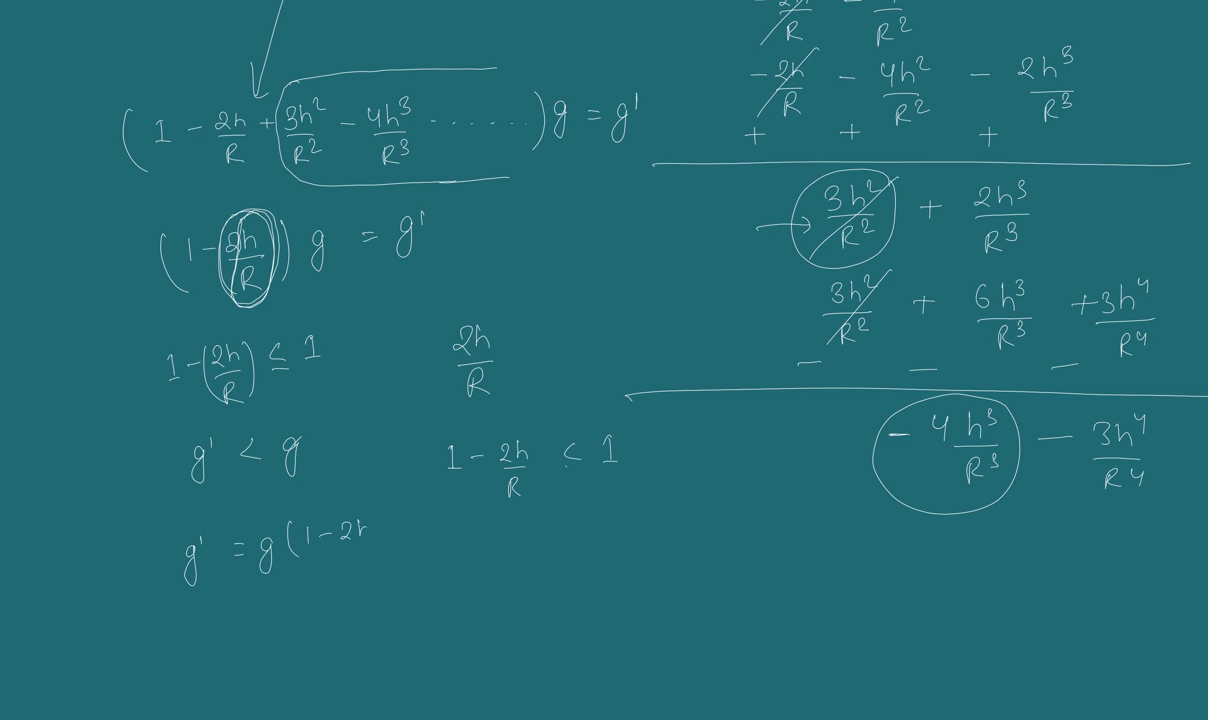 (1 - 2h/R + 3h²/R² - 4h³/R³ .......) g = g'
(1 - 2h/R) g = g'
1 - (2h/R) ≤ 1
2h/R
g' < g
1 - 2h/R < 1
g' = g (1 - 2h
- 2h/R - 4h²/R² - 2h³/R³
+ + +
→ 3h²/R² + 2h³/R³
3h²/R² + 6h³/R³ + 3h⁴/R⁴
- - -
- 4h³/R³ - 3h⁴/R⁴